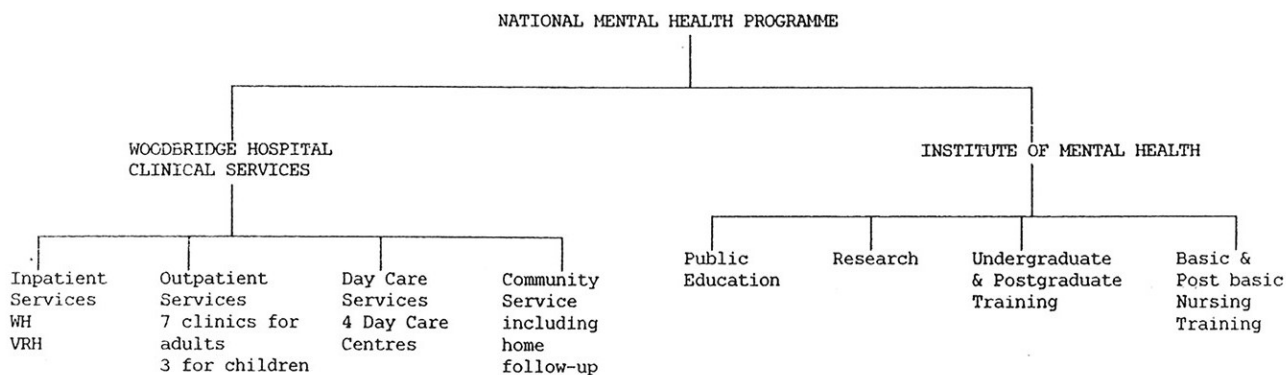 NATIONAL MENTAL HEALTH PROGRAMME
WOODBRIDGE HOSPITAL
CLINICAL SERVICES
INSTITUTE OF MENTAL HEALTH
Inpatient
Services
WH
VRH
Outpatient
Services
7 clinics for
adults
3 for children
Day Care
Services
4 Day Care
Centres
Community
Service
including
home
follow-up
Public
Education
Research
Undergraduate
& Postgraduate
Training
Basic &
Post basic
Nursing
Training